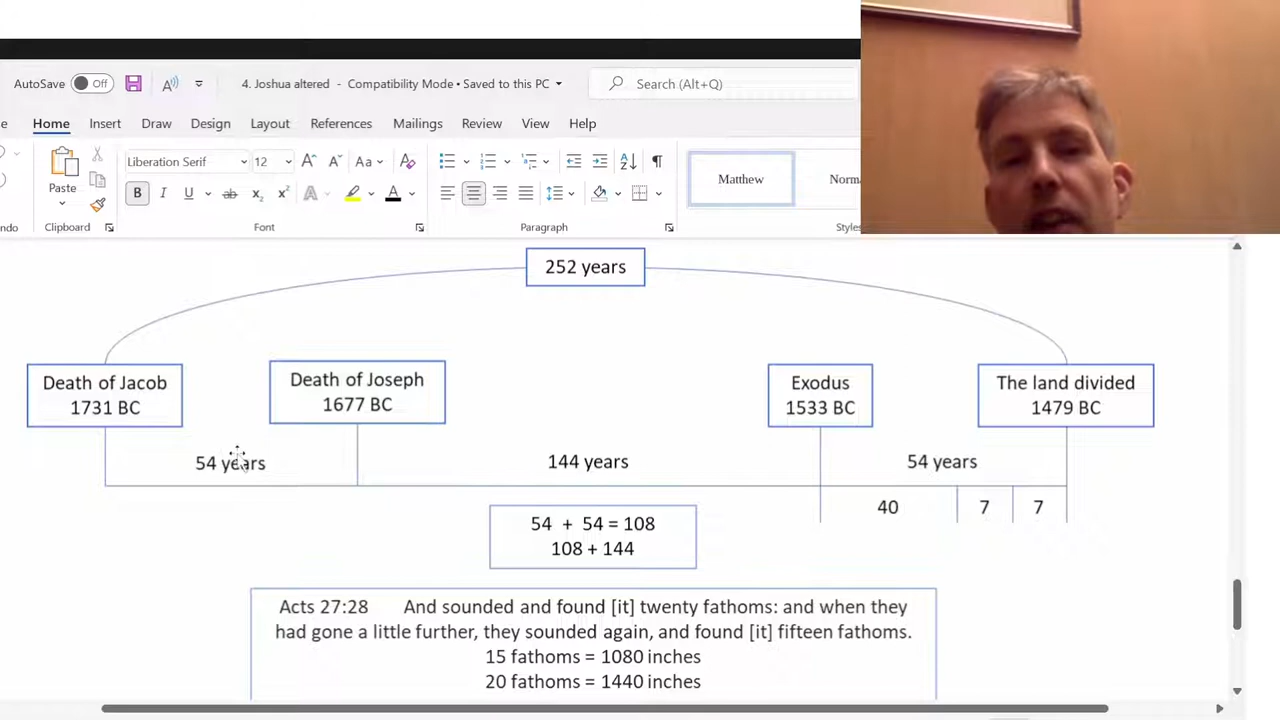 AutoSave Off 4. Joshua altered - Compatibility Mode • Saved to this PC Search (Alt+Q)
Home Insert Draw Design Layout References Mailings Review View Help
Liberation Serif 12
Paste
Matthew
Clipboard Font Paragraph
252 years
Death of Jacob
1731 BC
Death of Joseph
1677 BC
Exodus
1533 BC
The land divided
1479 BC
54 years 144 years 54 years
40 7 7
54 + 54 = 108
108 + 144
Acts 27:28 And sounded and found [it] twenty fathoms: and when they
had gone a little further, they sounded again, and found [it] fifteen fathoms.
15 fathoms = 1080 inches
20 fathoms = 1440 inches